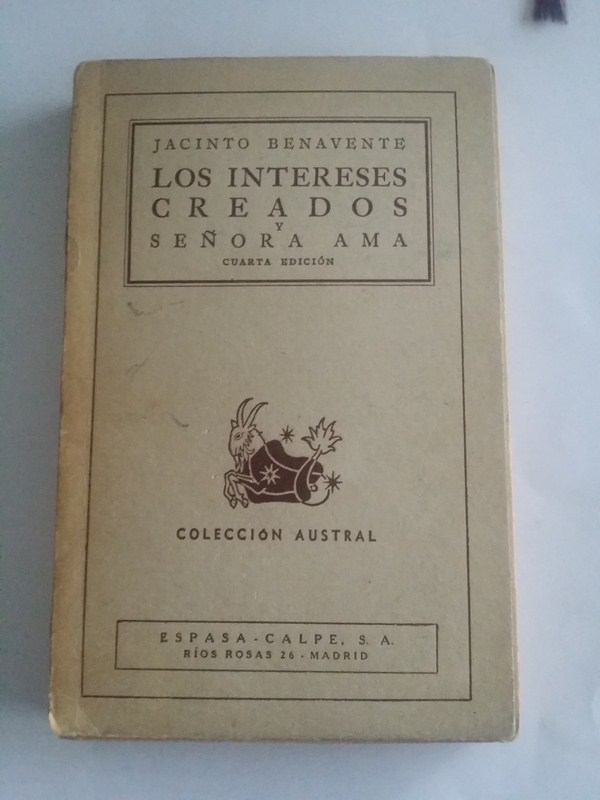 JACINTO BENAVENTE
LOS INTERESES
CREADOS
Y
SEÑORA AMA
CUARTA EDICIÓN
COLECCIÓN AUSTRAL
ESPASA-CALPE, S. A.
RÍOS ROSAS 26 - MADRID